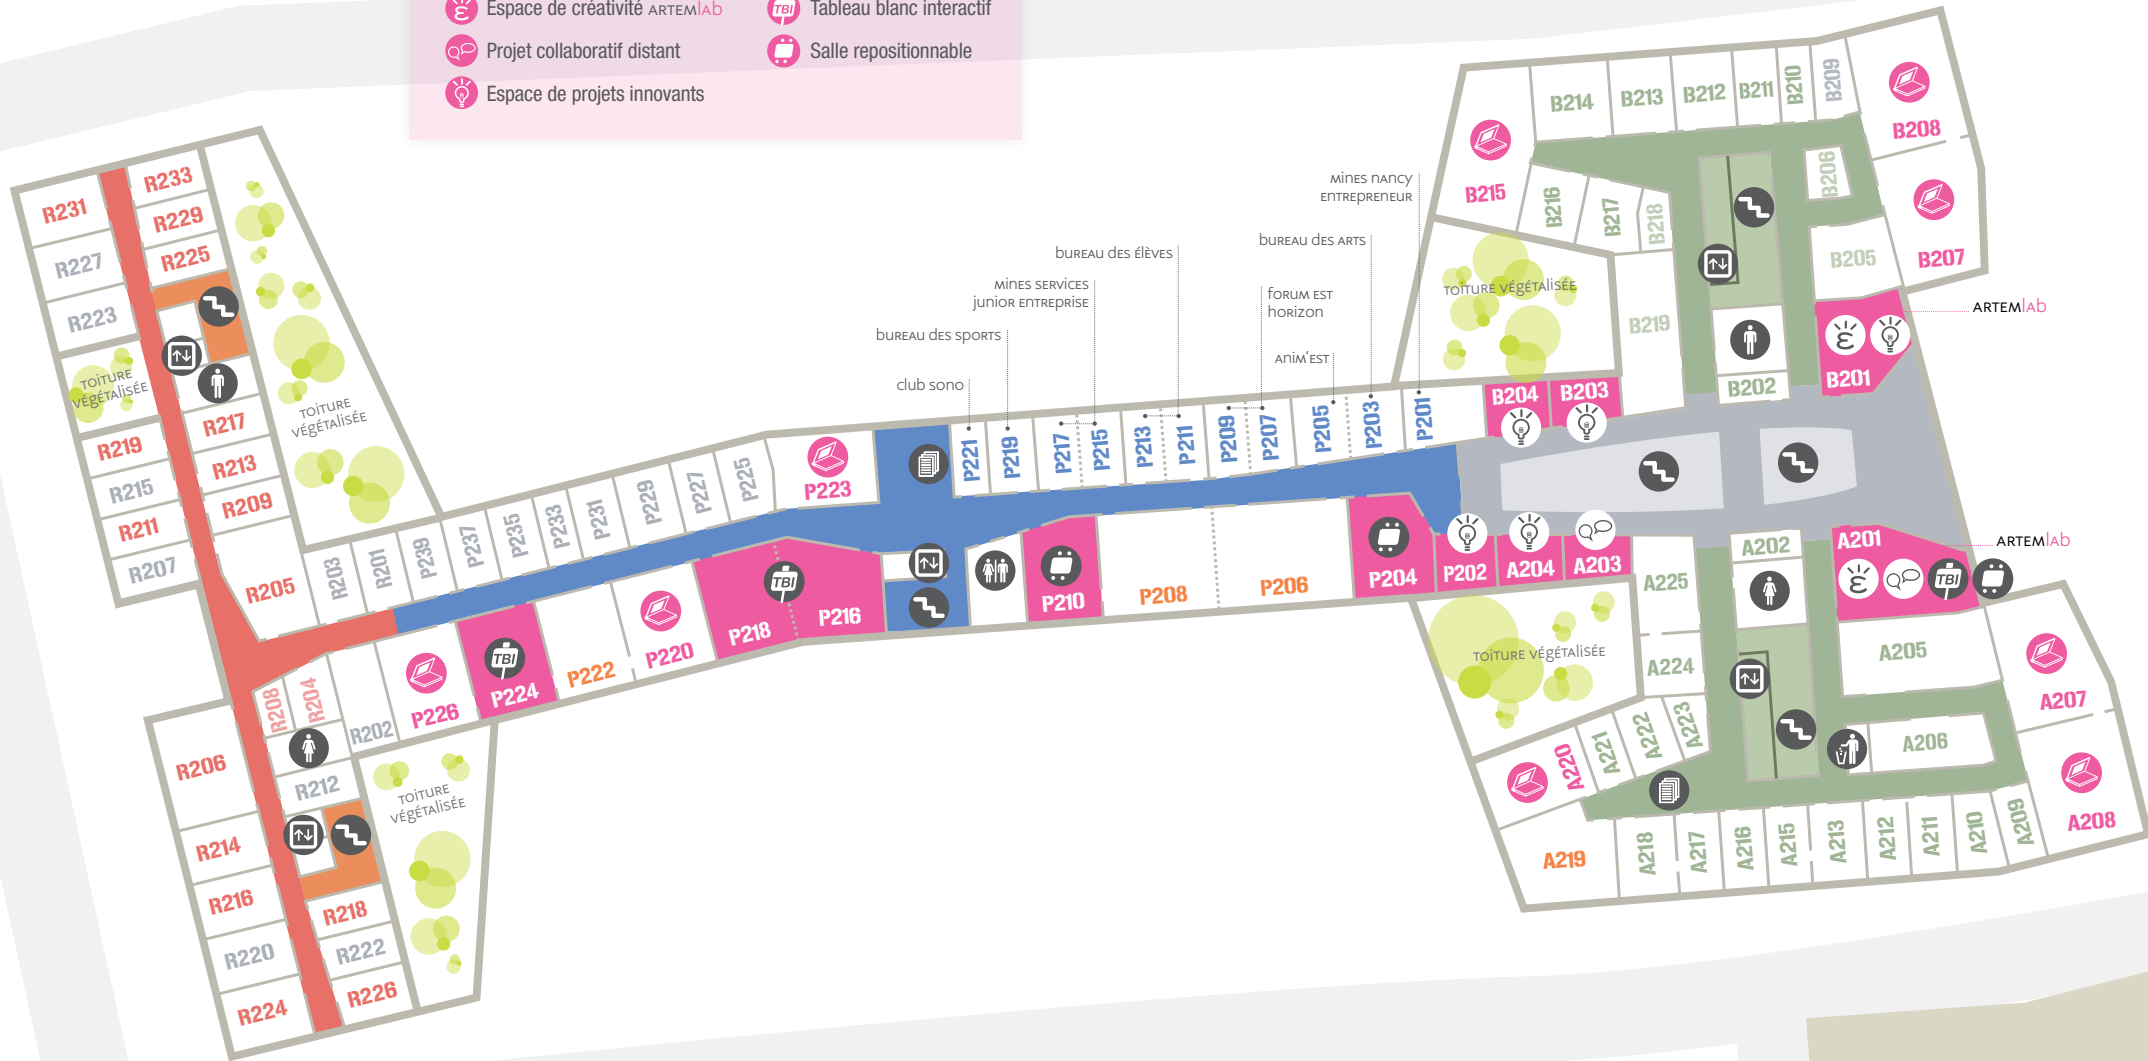 Espace de créativité ARTEMlab
Tableau blanc interactif
Projet collaboratif distant
Salle repositionnable
Espace de projets innovants
TBI
R231
R233
R227
R229
R223
R225
TOITURE
VÉGÉTALISÉE
TOITURE
VÉGÉTALISÉE
R219
R217
R215
R213
R211
R209
R207
R205
R203
R201
P239
P237
P235
P233
P231
P229
P227
P225
P223
P221
P219
P217
P215
P213
P211
P209
P207
P205
P203
P201
club sono
bureau des sports
mines services
junior entreprise
bureau des élèves
forum est
horizon
anim'est
bureau des arts
mines nancy
entrepreneur
R208
R204
R202
P226
P224
TBI
P222
P220
P218
TBI
P216
P210
P208
P206
P204
P202
A204
A203
R206
R212
R214
R216
R218
R220
R222
R224
R226
TOITURE
VÉGÉTALISÉE
B215
B214
B213
B212
B211
B210
B209
B208
B207
B206
B205
B216
B217
B218
B219
TOITURE VÉGÉTALISÉE
B204
B203
B202
B201
ARTEMlab
A202
A201
TBI
ARTEMlab
A225
A224
A223
A222
A221
A220
TOITURE VÉGÉTALISÉE
A205
A206
A207
A208
A219
A218
A217
A216
A215
A213
A212
A211
A210
A209